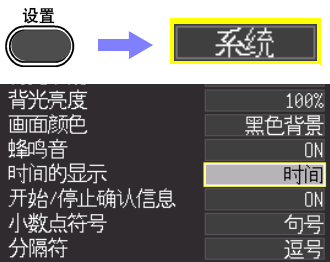 设置
系统
背光亮度 100%
画面颜色 黑色背景
蜂鸣音 ON
时间的显示 时间
开始/停止确认信息 ON
小数点符号 句号
分隔符 逗号